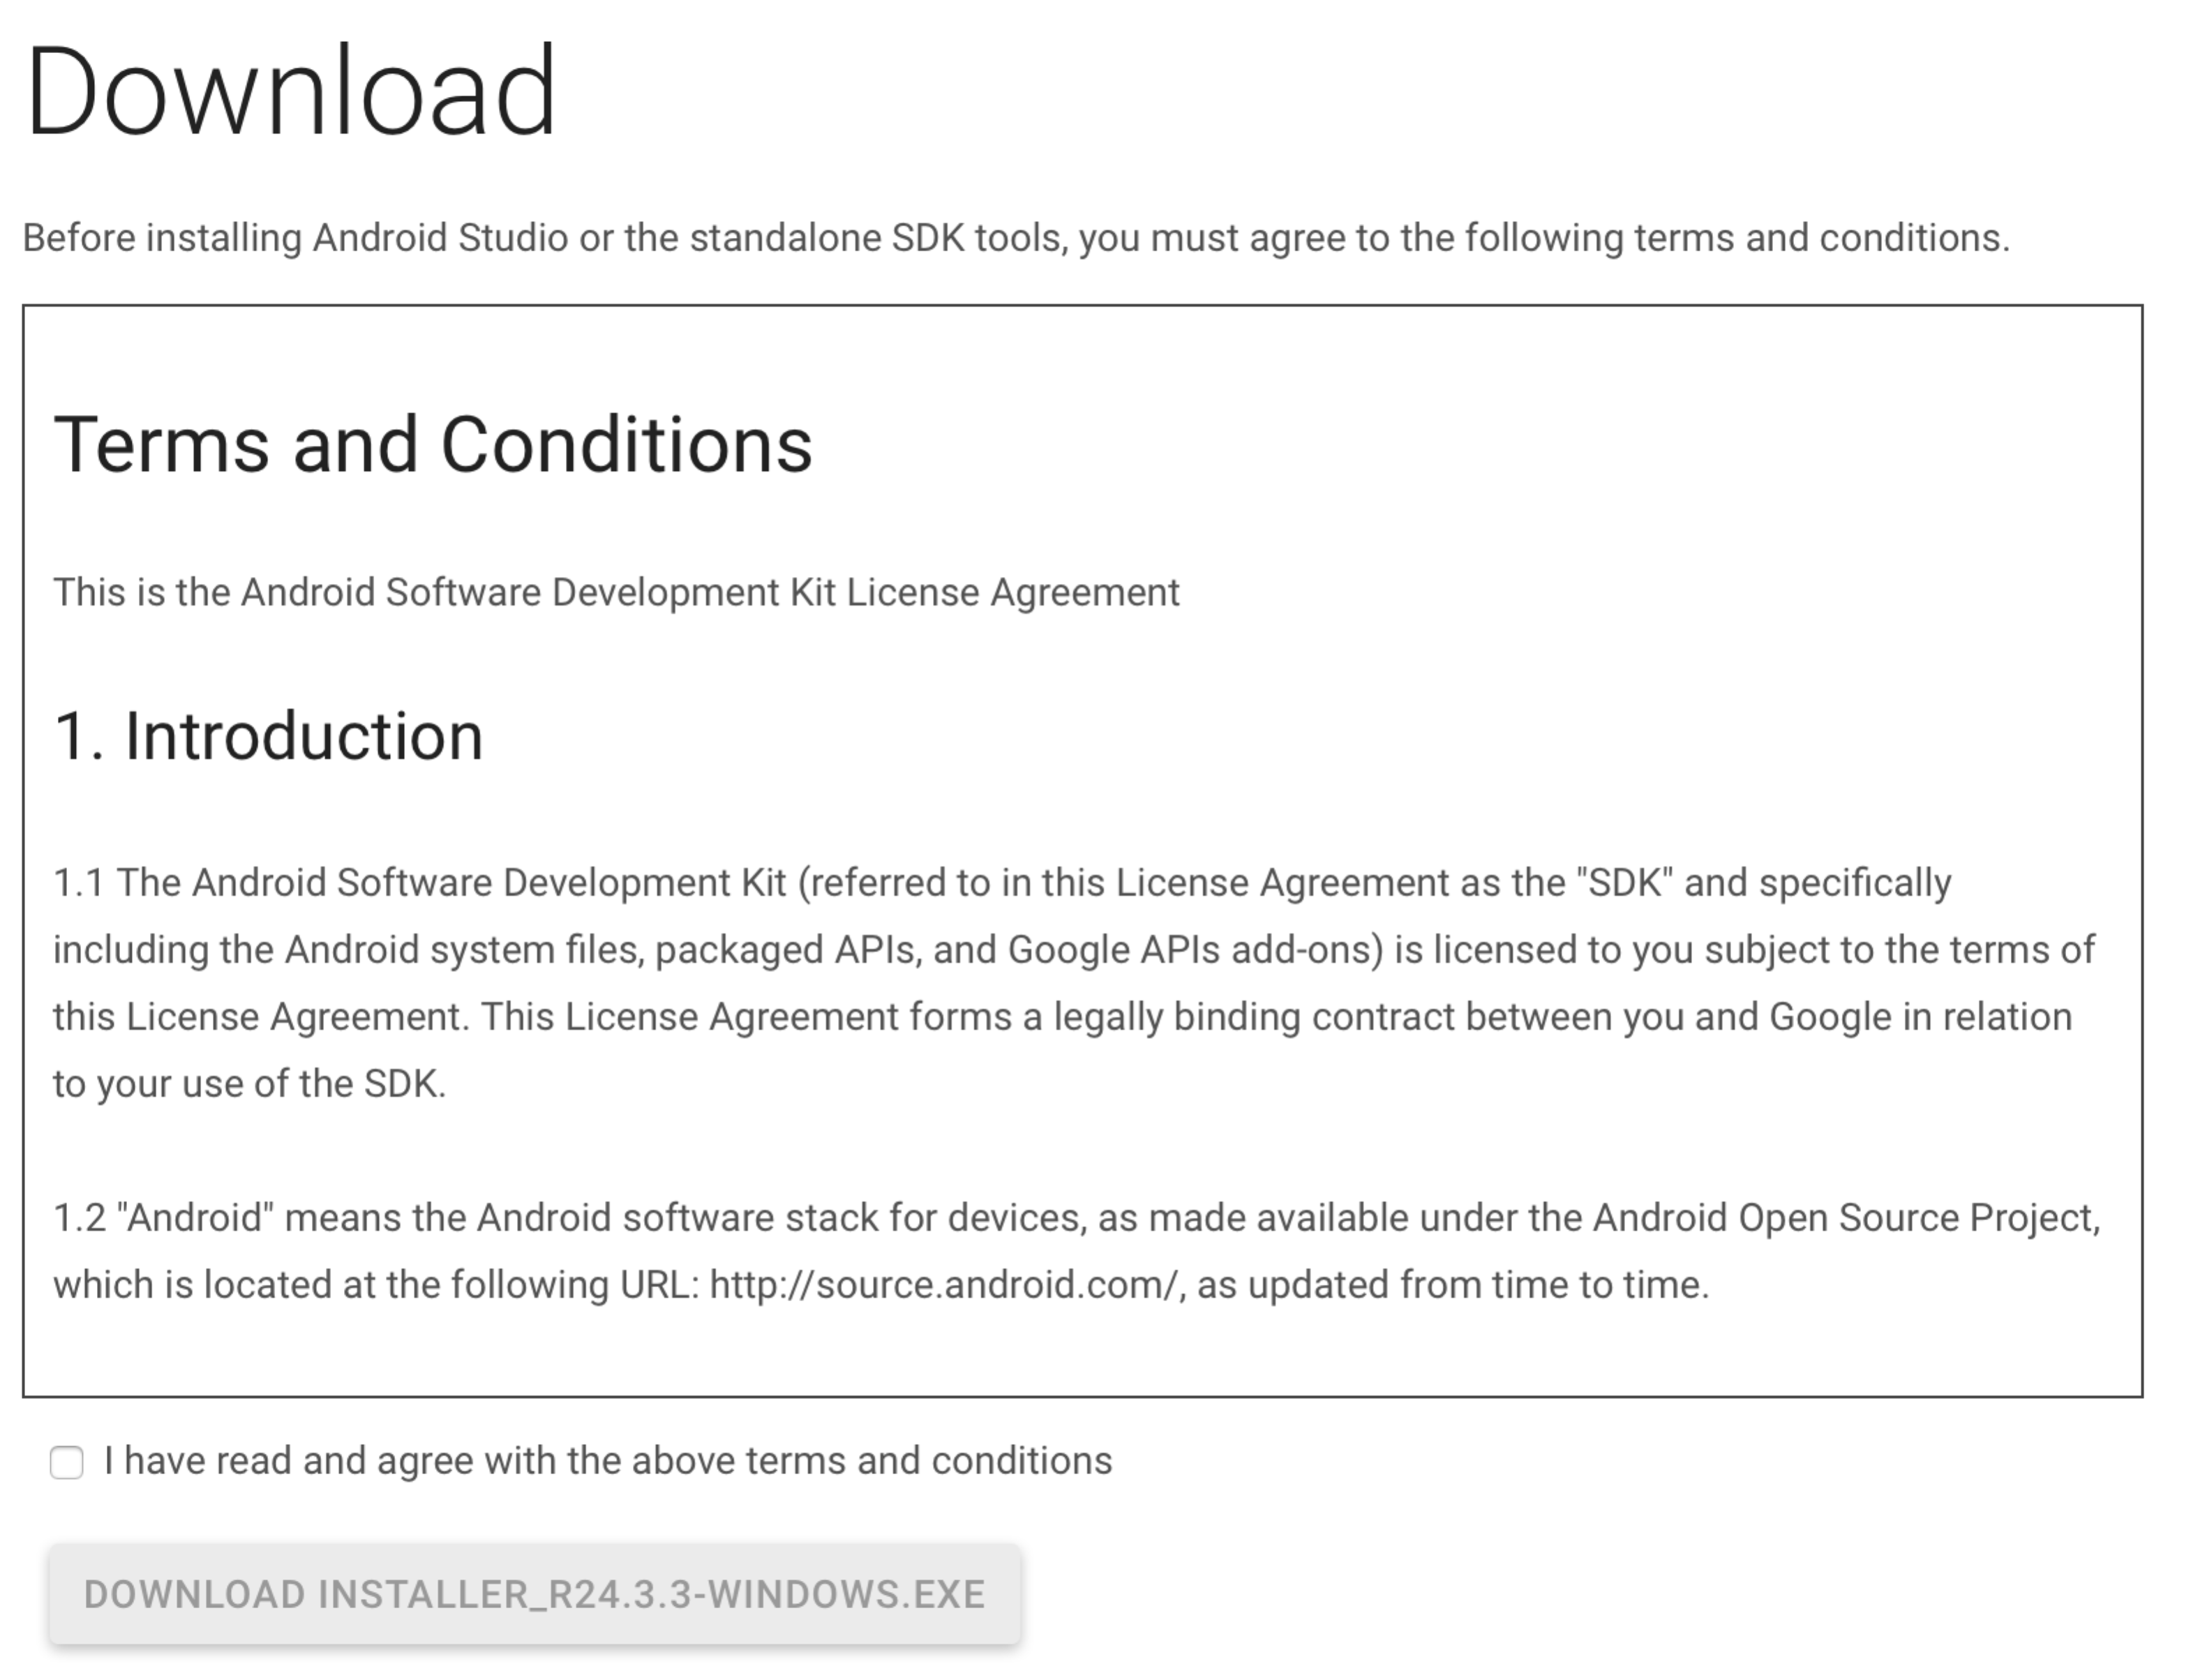 Download
Before installing Android Studio or the standalone SDK tools, you must agree to the following terms and conditions.
Terms and Conditions
This is the Android Software Development Kit License Agreement
1. Introduction
1.1 The Android Software Development Kit (referred to in this License Agreement as the "SDK" and specifically
including the Android system files, packaged APIs, and Google APIs add-ons) is licensed to you subject to the terms of
this License Agreement. This License Agreement forms a legally binding contract between you and Google in relation
to your use of the SDK.
1.2 "Android" means the Android software stack for devices, as made available under the Android Open Source Project,
which is located at the following URL: http://source.android.com/, as updated from time to time.
I have read and agree with the above terms and conditions
DOWNLOAD INSTALLER_R24.3.3-WINDOWS.EXE